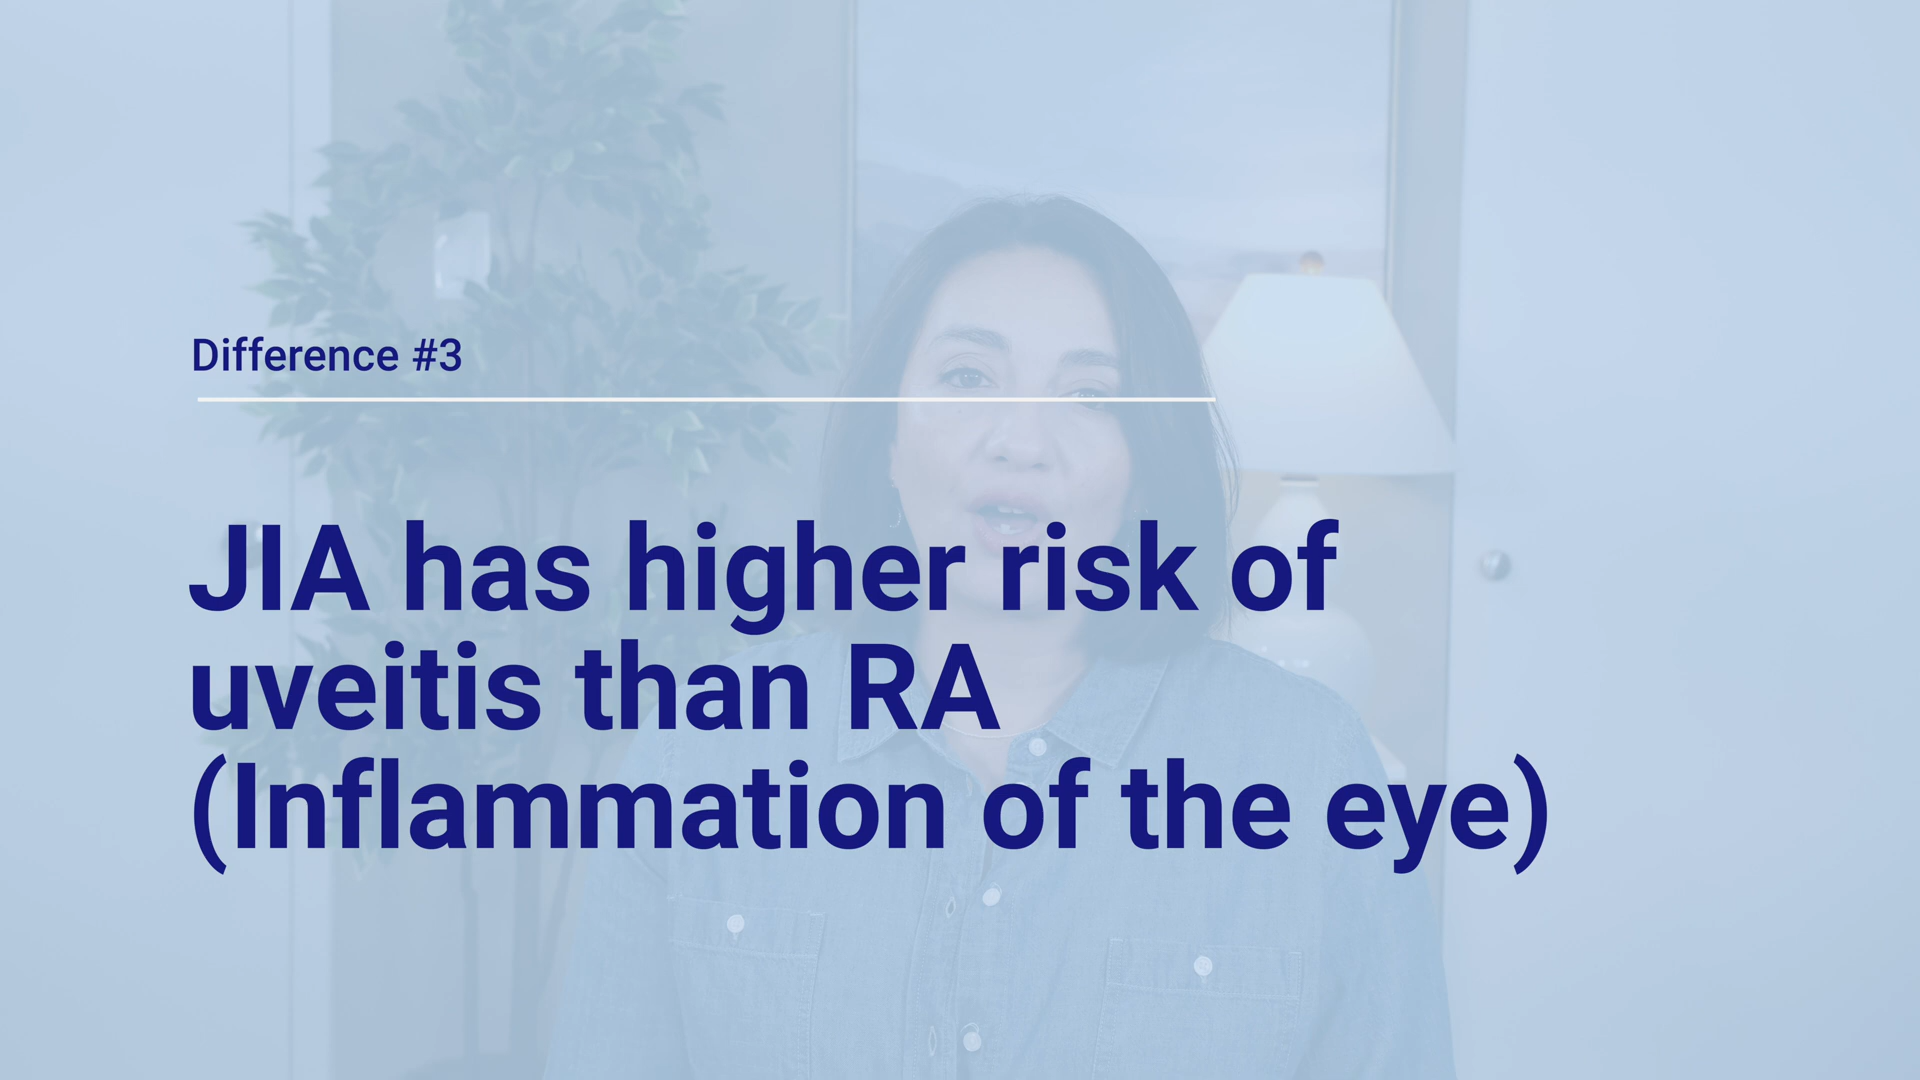 Difference #3
JIA has higher risk of
uveitis than RA
(Inflammation of the eye)